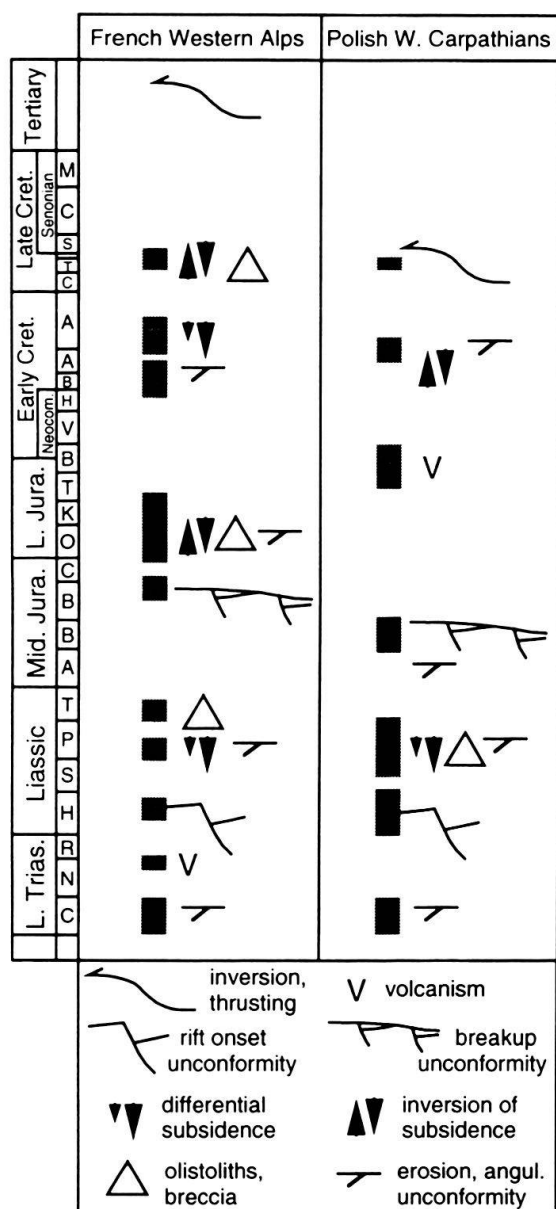 French Western Alps
Polish W. Carpathians
Tertiary
Late Cret.
Senonian
M
C
S
T
C
Early Cret.
Neocom.
A
A
B
H
V
B
L. Jura.
T
K
O
Mid. Jura.
C
B
B
A
Liassic
T
P
S
H
L. Trias.
R
N
C
V
V
inversion,
thrusting
V volcanism
rift onset
unconformity
breakup
unconformity
differential
subsidence
inversion of
subsidence
olistoliths,
breccia
erosion, angul.
unconformity